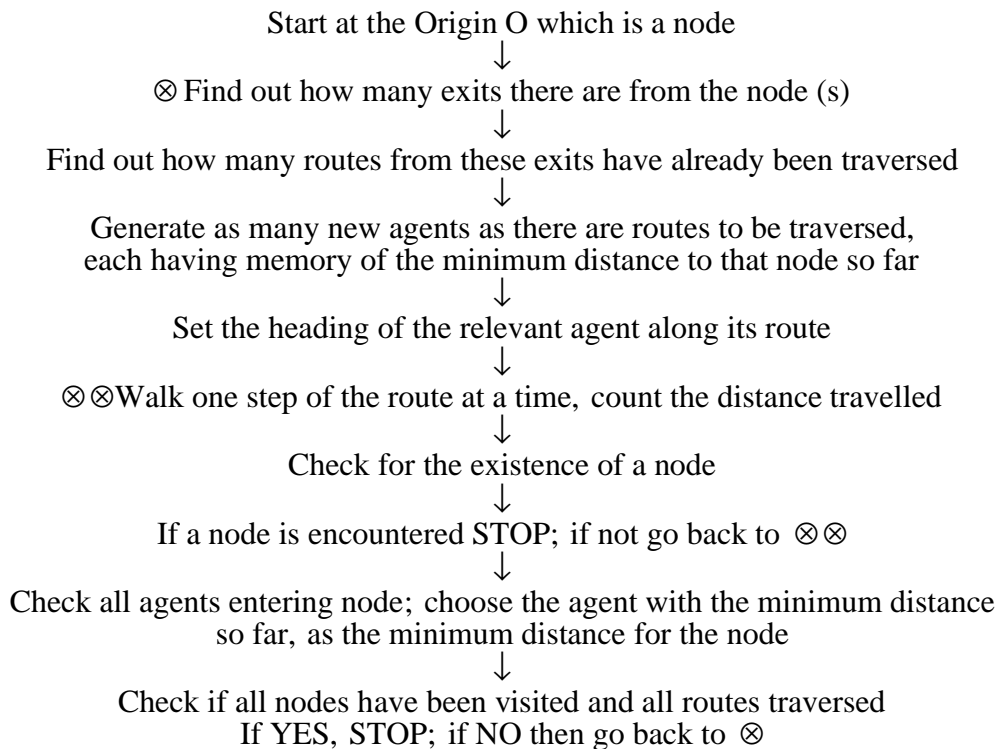 Start at the Origin O which is a node
↓
⊗ Find out how many exits there are from the node (s)
↓
Find out how many routes from these exits have already been traversed
↓
Generate as many new agents as there are routes to be traversed,
each having memory of the minimum distance to that node so far
↓
Set the heading of the relevant agent along its route
↓
⊗⊗Walk one step of the route at a time, count the distance travelled
↓
Check for the existence of a node
↓
If a node is encountered STOP; if not go back to ⊗⊗
↓
Check all agents entering node; choose the agent with the minimum distance
so far, as the minimum distance for the node
↓
Check if all nodes have been visited and all routes traversed
If YES, STOP; if NO then go back to ⊗